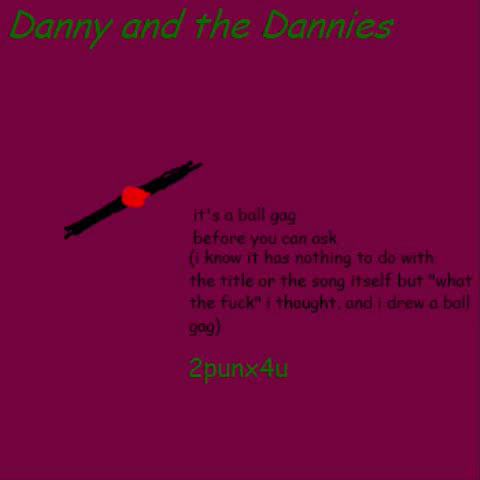 Danny and the Dannies
it's a ball gag
before you can ask
(i know it has nothing to do with
the title or the song itself but "what
the fuck" i thought. and i drew a ball
gag)
2punx4u